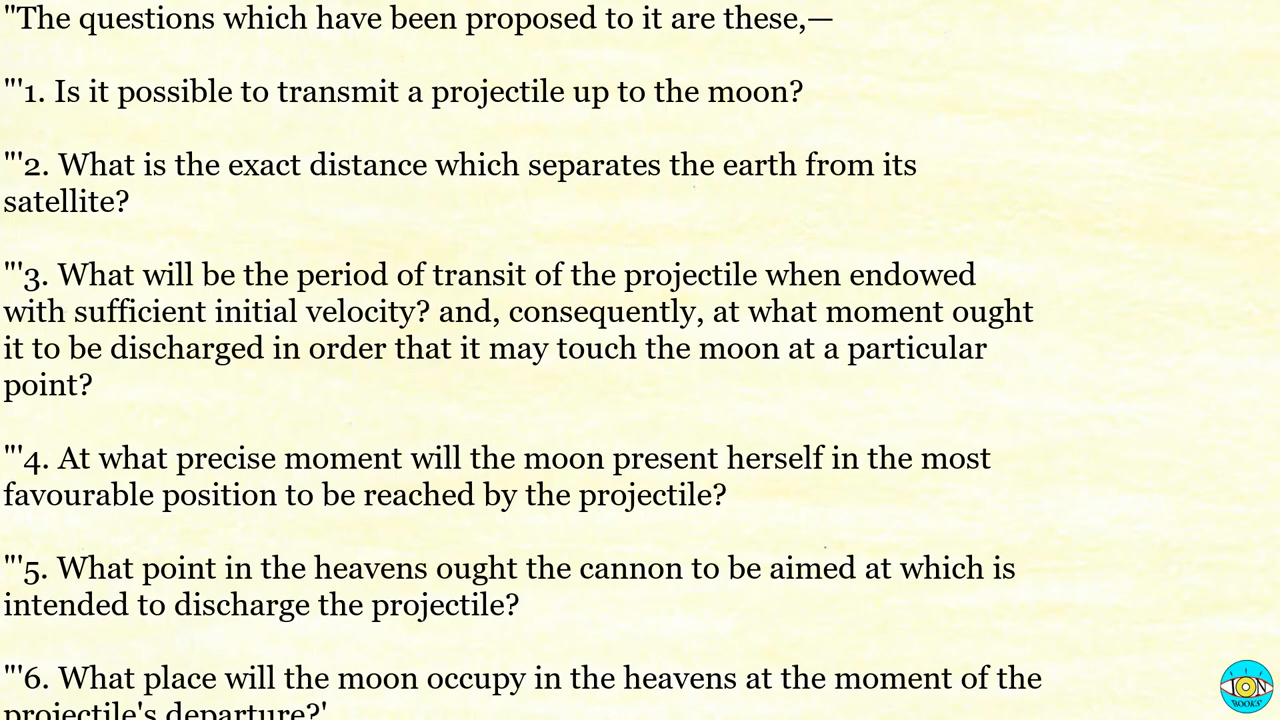 "The questions which have been proposed to it are these,—
"'1. Is it possible to transmit a projectile up to the moon?
"'2. What is the exact distance which separates the earth from its
satellite?
"'3. What will be the period of transit of the projectile when endowed
with sufficient initial velocity? and, consequently, at what moment ought
it to be discharged in order that it may touch the moon at a particular
point?
"'4. At what precise moment will the moon present herself in the most
favourable position to be reached by the projectile?
"'5. What point in the heavens ought the cannon to be aimed at which is
intended to discharge the projectile?
"'6. What place will the moon occupy in the heavens at the moment of the
projectile's departure?'
ION
BOOKS